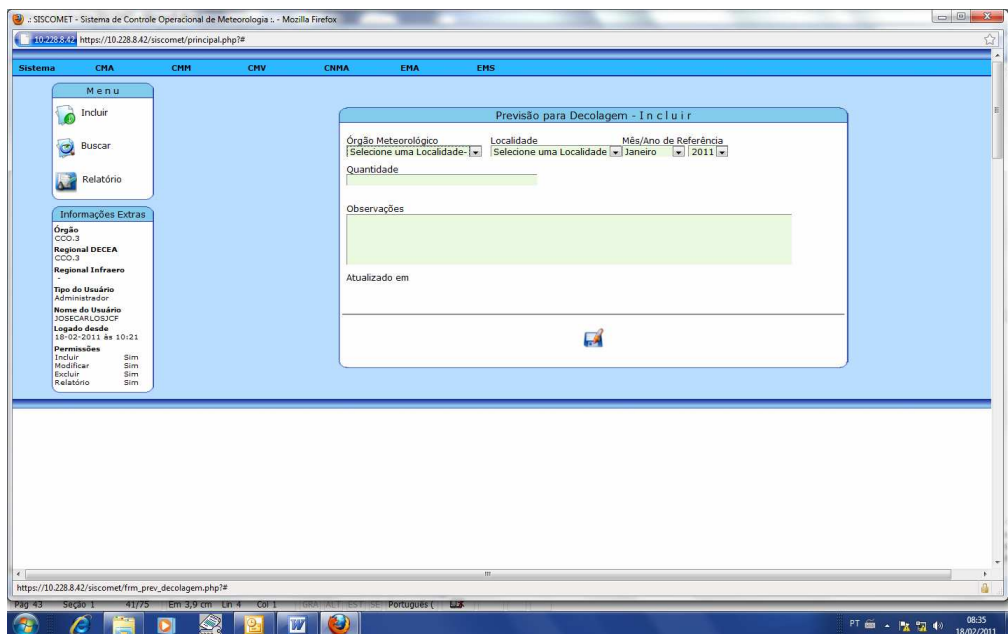 .: SISCOMET - Sistema de Controle Operacional de Meteorologia :. - Mozilla Firefox
10.228.8.42 https://10.228.8.42/siscomet/principal.php?#
Sistema CMA CMM CMV CNMA EMA EMS
Menu
Incluir
Buscar
Relatório
Informações Extras
Órgão
CCO.3
Regional DECEA
CCO.3
Regional Infraero
-
Tipo do Usuário
Administrador
Nome do Usuário
JOSECARLOSJCF
Logado desde
18-02-2011 às 10:21
Permissões
Incluir Sim
Modificar Sim
Excluir Sim
Relatório Sim
Previsão para Decolagem - Incluir
Órgão Meteorológico Localidade Mês/Ano de Referência
Selecione uma Localidade- Selecione uma Localidade Janeiro 2011
Quantidade
Observações
Atualizado em
https://10.228.8.42/siscomet/frm_prev_decolagem.php?#
Pág 43 Seção 1 41/75 Em 3,9 cm Lin 4 Col 1 GRA ALT EST SE Português (
PT 08:35
18/02/2011